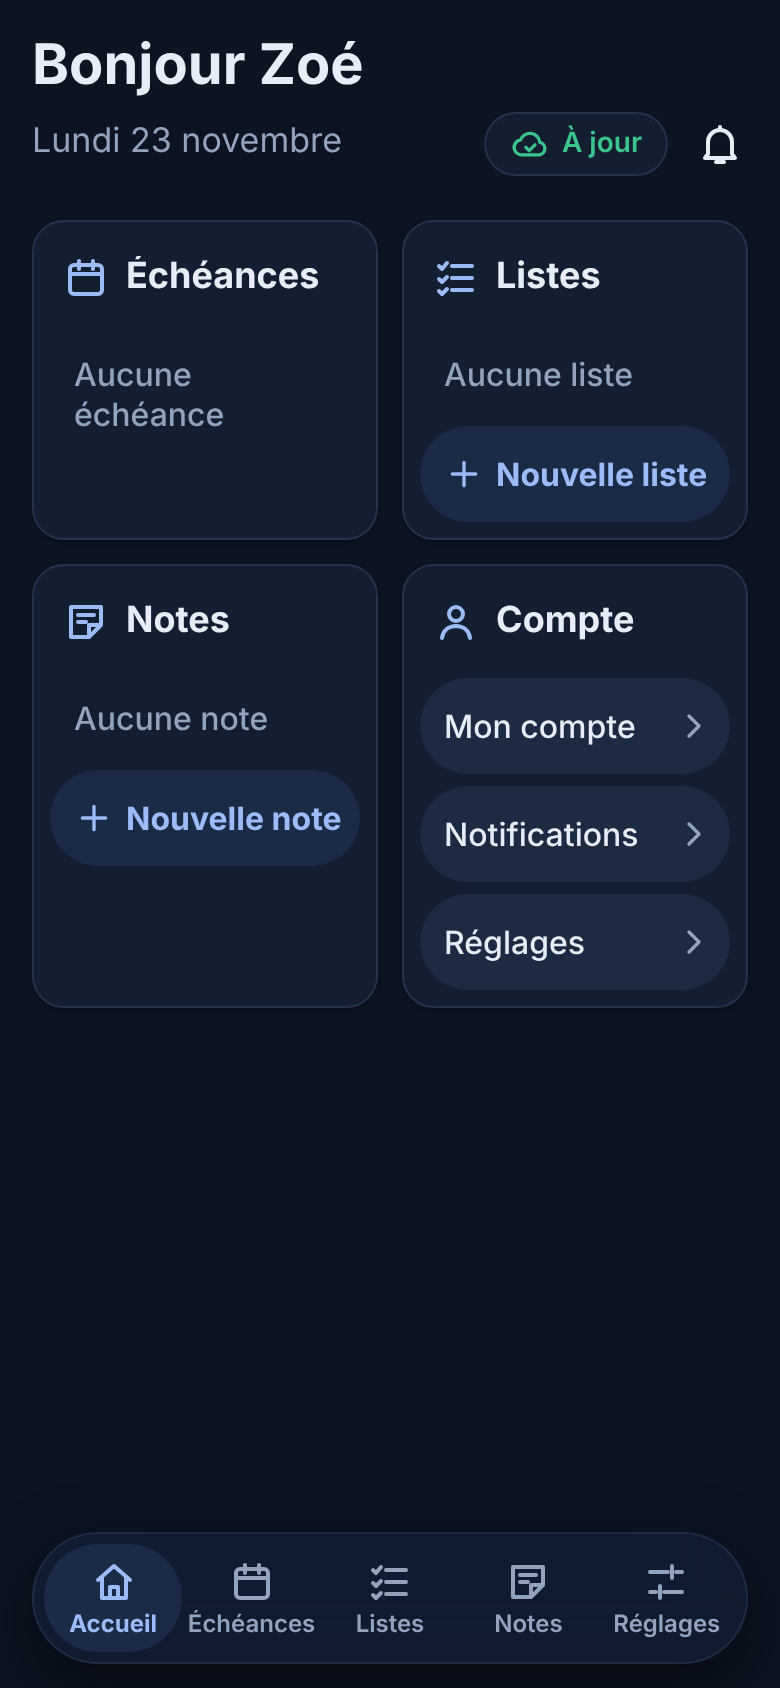 Bonjour Zoé
Lundi 23 novembre
À jour
Échéances
Aucune
échéance
Listes
Aucune liste
Nouvelle liste
Notes
Aucune note
Nouvelle note
Compte
Mon compte
Notifications
Réglages
Accueil
Échéances
Listes
Notes
Réglages